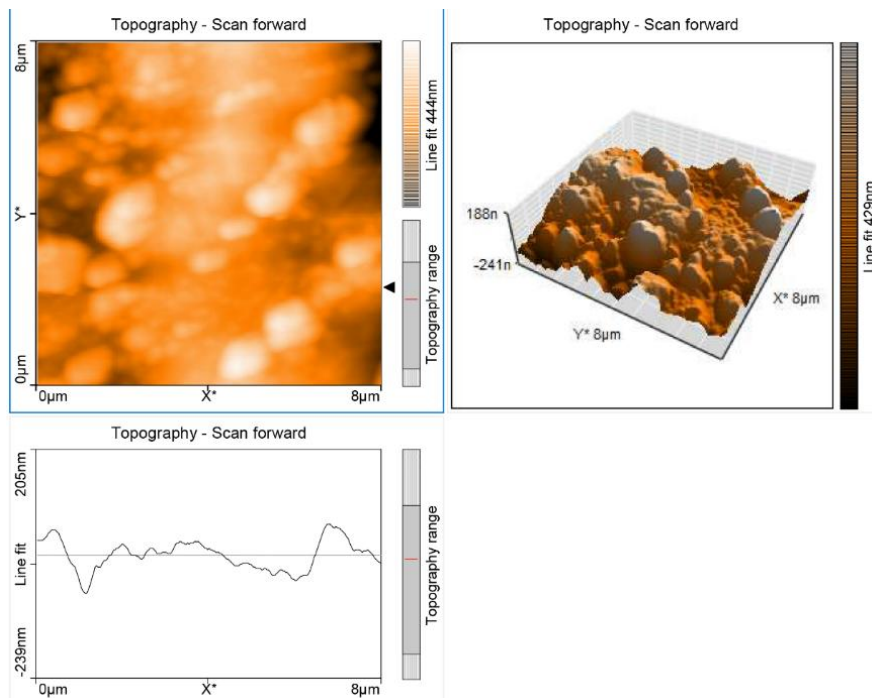 Topography - Scan forward
8µm
Y*
0µm
0µm
X*
8µm
Line fit 444nm
Topography range
Topography - Scan forward
188n
-241n
Y* 8µm
X* 8µm
Line fit 429nm
Topography - Scan forward
205nm
Line fit
-239nm
0µm
X*
8µm
Topography range